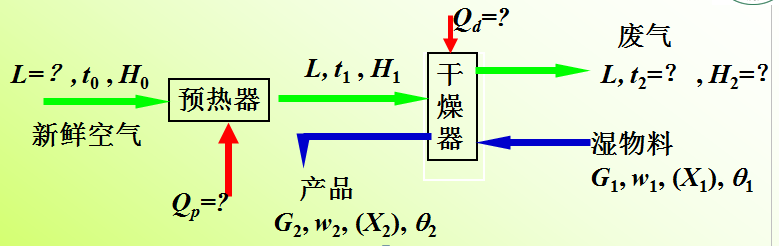 Q_d=?
废气
L=？, t_0 , H_0
L, t_1 , H_1
干燥器
L, t_2=？ , H_2=？
预热器
新鲜空气
湿物料
G_1, w_1, (X_1), θ_1
产品
Q_p=?
G_2, w_2, (X_2), θ_2